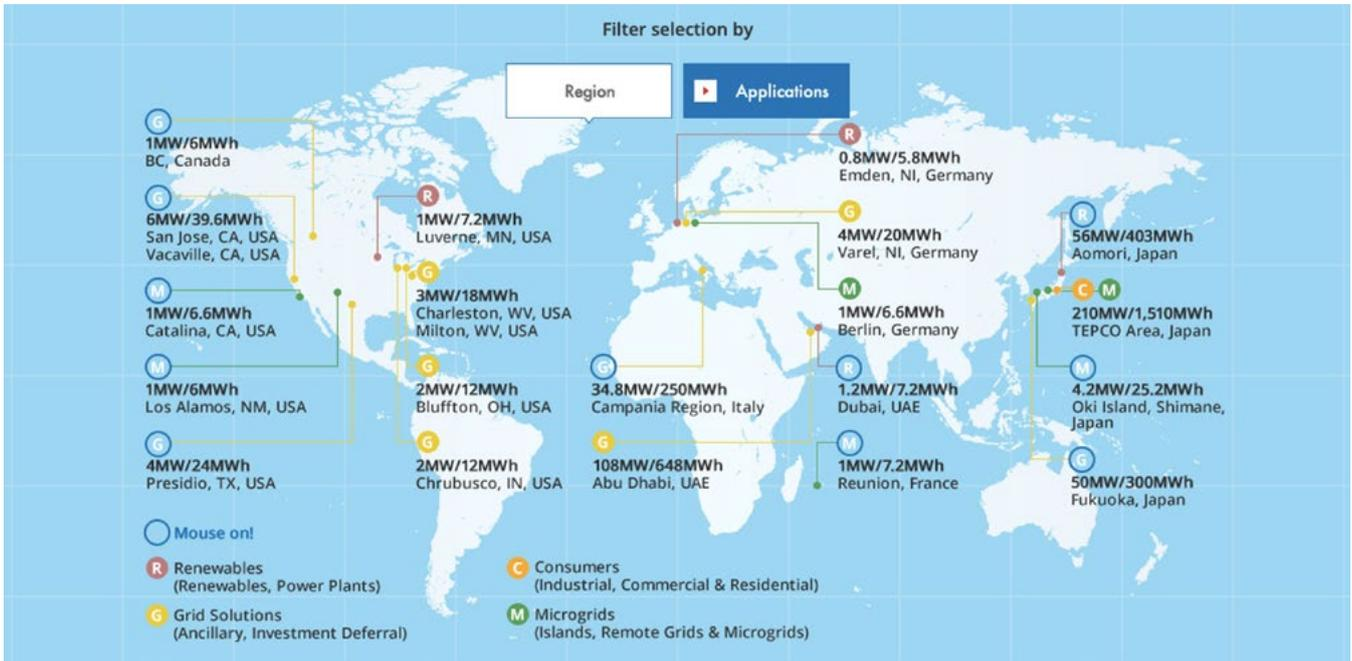 Filter selection by
Region
Applications
G
1MW/6MWh
BC, Canada
G
6MW/39.6MWh
San Jose, CA, USA
Vacaville, CA, USA
M
1MW/6.6MWh
Catalina, CA, USA
M
1MW/6MWh
Los Alamos, NM, USA
G
4MW/24MWh
Presidio, TX, USA
R
1MW/7.2MWh
Luverne, MN, USA
G
3MW/18MWh
Charleston, WV, USA
Milton, WV, USA
G
2MW/12MWh
Bluffton, OH, USA
G
2MW/12MWh
Chrubusco, IN, USA
G
34.8MW/250MWh
Campania Region, Italy
G
108MW/648MWh
Abu Dhabi, UAE
R
0.8MW/5.8MWh
Emden, NI, Germany
G
4MW/20MWh
Varel, NI, Germany
M
1MW/6.6MWh
Berlin, Germany
R
1.2MW/7.2MWh
Dubai, UAE
M
1MW/7.2MWh
Reunion, France
R
56MW/403MWh
Aomori, Japan
C M
210MW/1,510MWh
TEPCO Area, Japan
M
4.2MW/25.2MWh
Oki Island, Shimane,
Japan
G
50MW/300MWh
Fukuoka, Japan
Mouse on!
R Renewables
(Renewables, Power Plants)
G Grid Solutions
(Ancillary, Investment Deferral)
C Consumers
(Industrial, Commercial & Residential)
M Microgrids
(Islands, Remote Grids & Microgrids)